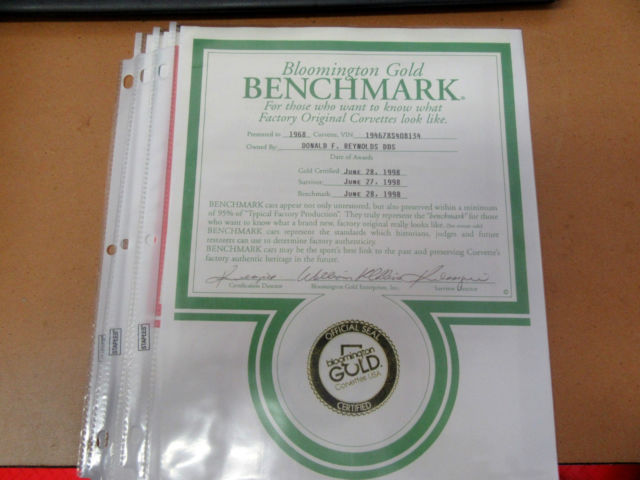 Bloomington Gold
BENCHMARK®
For those who want to know what
Factory Original Corvettes look like.
Presented to 1968 Corvette, VIN 194678S408134
Owned By: DONALD F. REYNOLDS DDS
Date of Awards
Gold Certified JUNE 28, 1998
Survivor JUNE 27, 1998
Benchmark JUNE 28, 1998
BENCHMARK cars appear not only unrestored, but also preserved within a minimum
of 95% of "Typical Factory Production". They truly represent the "benchmark" for those
who want to know what a brand new, factory original really looks like.
BENCHMARK cars represent the standards which historians, judges and future
restorers can use to determine factory authenticity.
BENCHMARK cars may be the sport's best link to the past and preserving Corvette's
factory authentic heritage in the future.
Certification Director Bloomington Gold Enterprises, Inc. Survivor Director
©
OFFICIAL SEAL
bloomington
GOLD
Corvettes USA
CERTIFIED
STAPLES
STAPLES